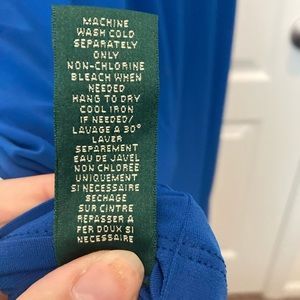 MACHINE
WASH COLD
SEPARATELY
ONLY
NON-CHLORINE
BLEACH WHEN
NEEDED
HANG TO DRY
COOL IRON
IF NEEDED/
LAVAGE A 30°
LAVER
SEPAREMENT
EAU DE JAVEL
NON CHLORÉE
UNIQUEMENT
SI NECESSAIRE
SECHAGE
SUR CINTRE
REPASSER A
FER DOUX SI
NECESSAIRE